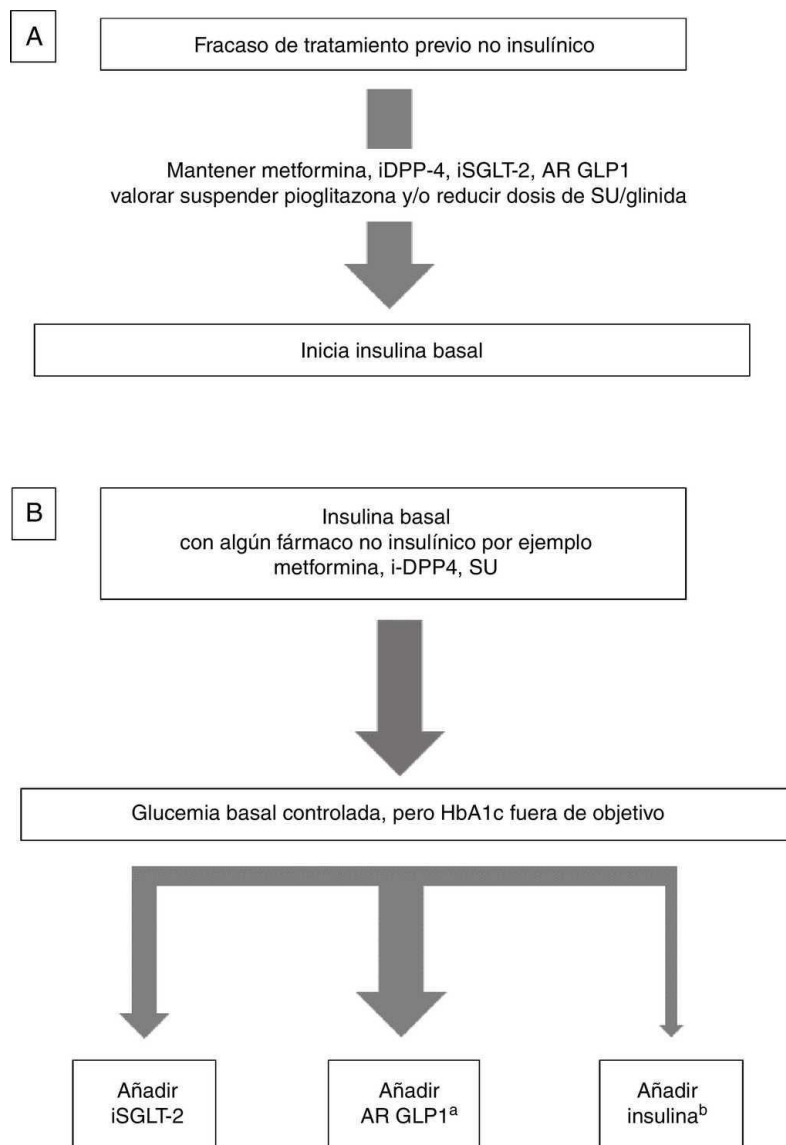 A
Fracaso de tratamiento previo no insulínico
Mantener metformina, iDPP-4, iSGLT-2, AR GLP1
valorar suspender pioglitazona y/o reducir dosis de SU/glinida
Inicia insulina basal
B
Insulina basal
con algún fármaco no insulínico por ejemplo
metformina, i-DPP4, SU
Glucemia basal controlada, pero HbA1c fuera de objetivo
Añadir
iSGLT-2
Añadir
AR GLP1ᵃ
Añadir
insulinaᵇ